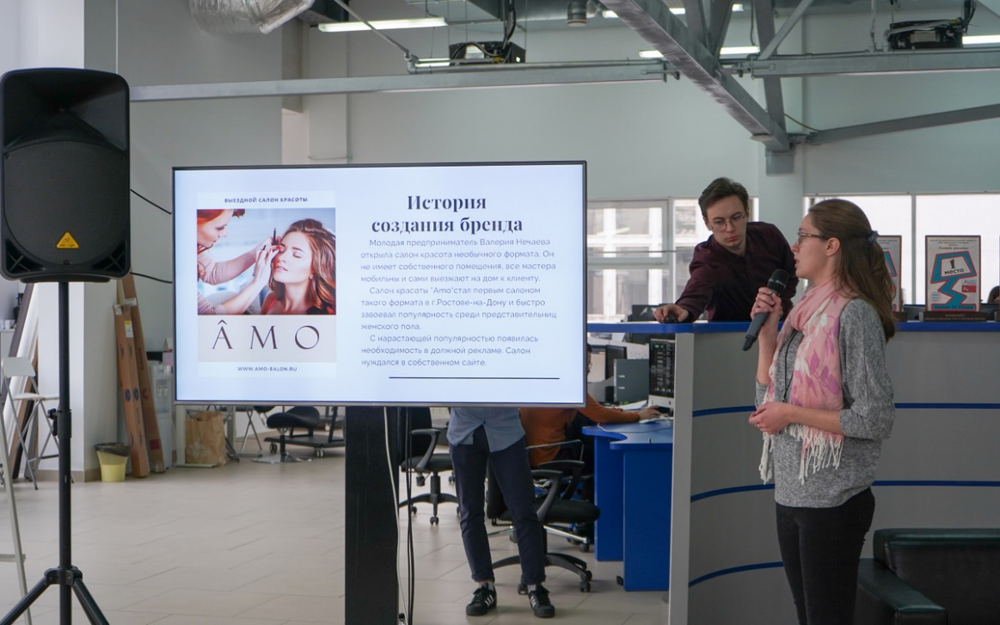 ВЫЕЗДНОЙ САЛОН КРАСОТЫ
ÂMO
WWW.AMO-SALON.RU
История
создания бренда
Молодая предприниматель Валерия Нечаева
открыла салон красота необычного формата. Он
не имеет собственного помещения, все мастера
мобильны и сами выезжают на дом к клиенту.
Салон красоты "Amo"стал первым салоном
такого формата в г.Ростове-на-Дону и быстро
завоевал популярность среди представительниц
женского пола.
С нарастающей популярностью появилась
необходимость в должной рекламе. Салон
нуждался в собственном сайте.
1
место